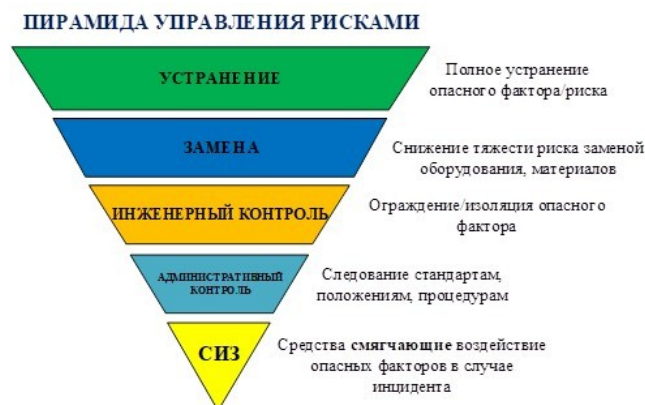 ПИРАМИДА УПРАВЛЕНИЯ РИСКАМИ
УСТРАНЕНИЕ
Полное устранение
опасного фактора/риска
ЗАМЕНА
Снижение тяжести риска заменой
оборудования, материалов
ИНЖЕНЕРНЫЙ КОНТРОЛЬ
Ограждение/изоляция опасного
фактора
АДМИНИСТРАТИВНЫЙ
КОНТРОЛЬ
Следование стандартам,
положениям, процедурам
СИЗ
Средства смягчающие воздействие
опасных факторов в случае
инцидента